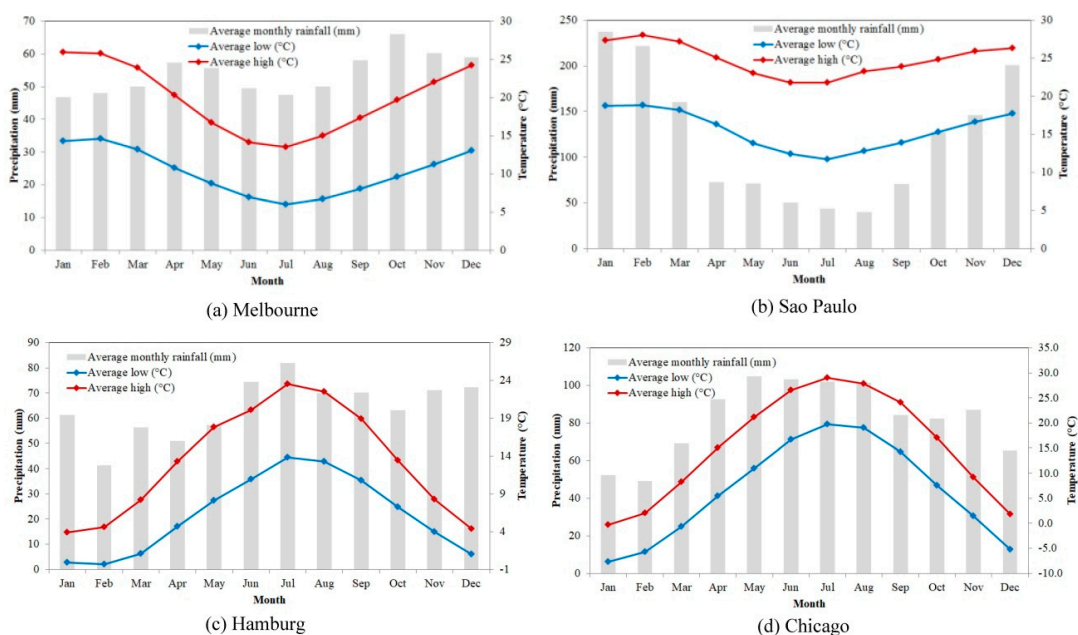 Average monthly rainfall (mm)
Average low (°C)
Average high (°C)
Precipitation (mm)
70
60
50
40
30
20
10
0
30
25
20
15
10
5
0
Temperature (°C)
Jan Feb Mar Apr May Jun Jul Aug Sep Oct Nov Dec
Month
(a) Melbourne
Average monthly rainfall (mm)
Average low (°C)
Average high (°C)
Precipitation (mm)
250
200
150
100
50
0
30
25
20
15
10
5
0
Temperature (°C)
Jan Feb Mar Apr May Jun Jul Aug Sep Oct Nov Dec
Month
(b) Sao Paulo
Average monthly rainfall (mm)
Average low (°C)
Average high (°C)
Precipitation (mm)
90
80
70
60
50
40
30
20
10
0
29
24
19
14
9
4
-1
Temperature (°C)
Jan Feb Mar Apr May Jun Jul Aug Sep Oct Nov Dec
Month
(c) Hamburg
Average monthly rainfall (mm)
Average low (°C)
Average high (°C)
Precipitation (mm)
120
100
80
60
40
20
0
35.0
30.0
25.0
20.0
15.0
10.0
5.0
0.0
-5.0
-10.0
Temperature (°C)
Jan Feb Mar Apr May Jun Jul Aug Sep Oct Nov Dec
Month
(d) Chicago